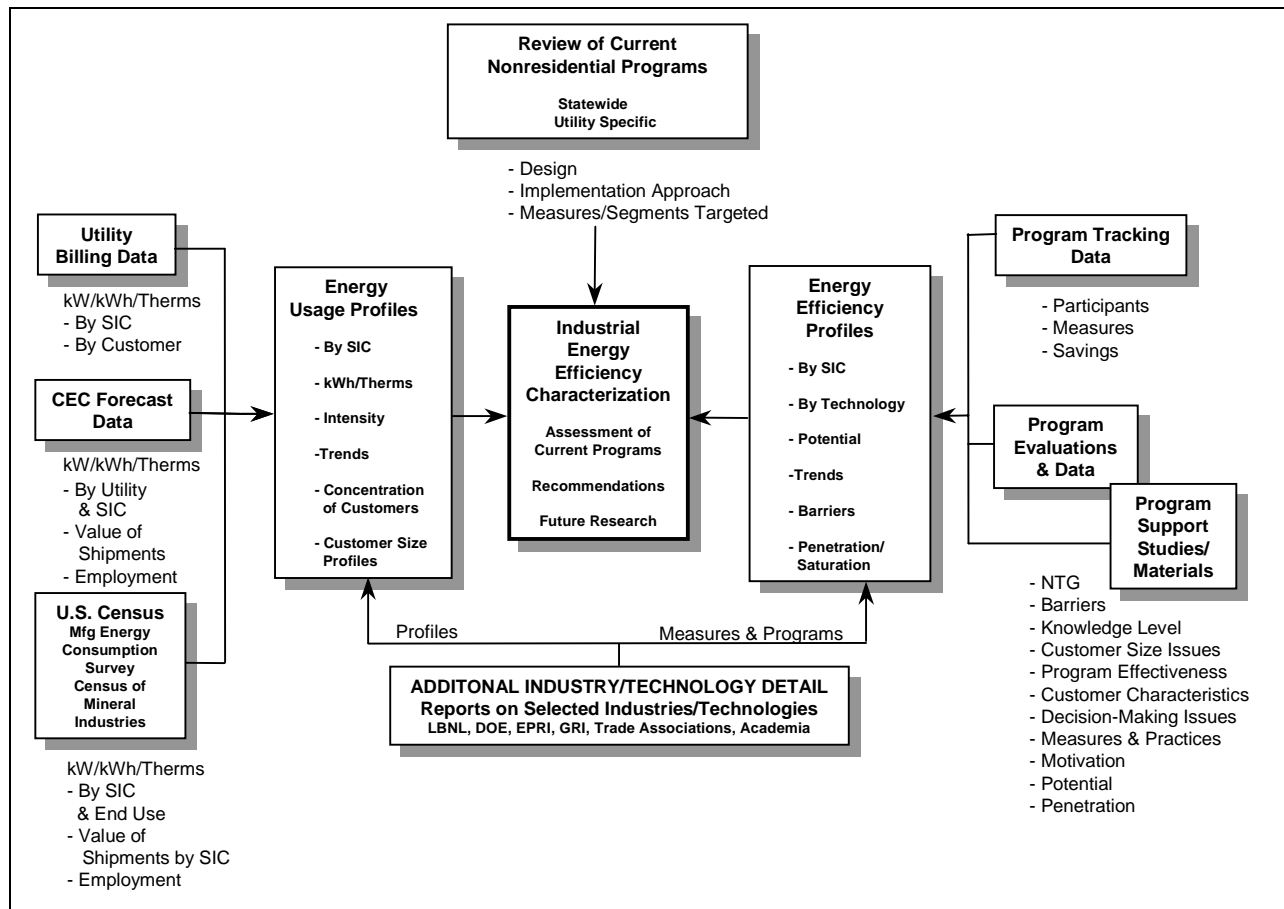 Review of Current
Nonresidential Programs
Statewide
Utility Specific
- Design
- Implementation Approach
- Measures/Segments Targeted
Utility
Billing Data
kW/kWh/Therms
- By SIC
- By Customer
CEC Forecast
Data
kW/kWh/Therms
- By Utility
& SIC
- Value of
Shipments
- Employment
U.S. Census
Mfg Energy
Consumption
Survey
Census of
Mineral
Industries
kW/kWh/Therms
- By SIC
& End Use
- Value of
Shipments by SIC
- Employment
Energy
Usage Profiles
- By SIC
- kWh/Therms
- Intensity
-Trends
- Concentration
of Customers
- Customer Size
Profiles
Industrial
Energy
Efficiency
Characterization
Assessment of
Current Programs
Recommendations
Future Research
Energy
Efficiency
Profiles
- By SIC
- By Technology
- Potential
-Trends
- Barriers
- Penetration/
Saturation
Program Tracking
Data
- Participants
- Measures
- Savings
Program
Evaluations
& Data
Program
Support
Studies/
Materials
- NTG
- Barriers
- Knowledge Level
- Customer Size Issues
- Program Effectiveness
- Customer Characteristics
- Decision-Making Issues
- Measures & Practices
- Motivation
- Potential
- Penetration
Profiles
Measures & Programs
ADDITONAL INDUSTRY/TECHNOLOGY DETAIL
Reports on Selected Industries/Technologies
LBNL, DOE, EPRI, GRI, Trade Associations, Academia